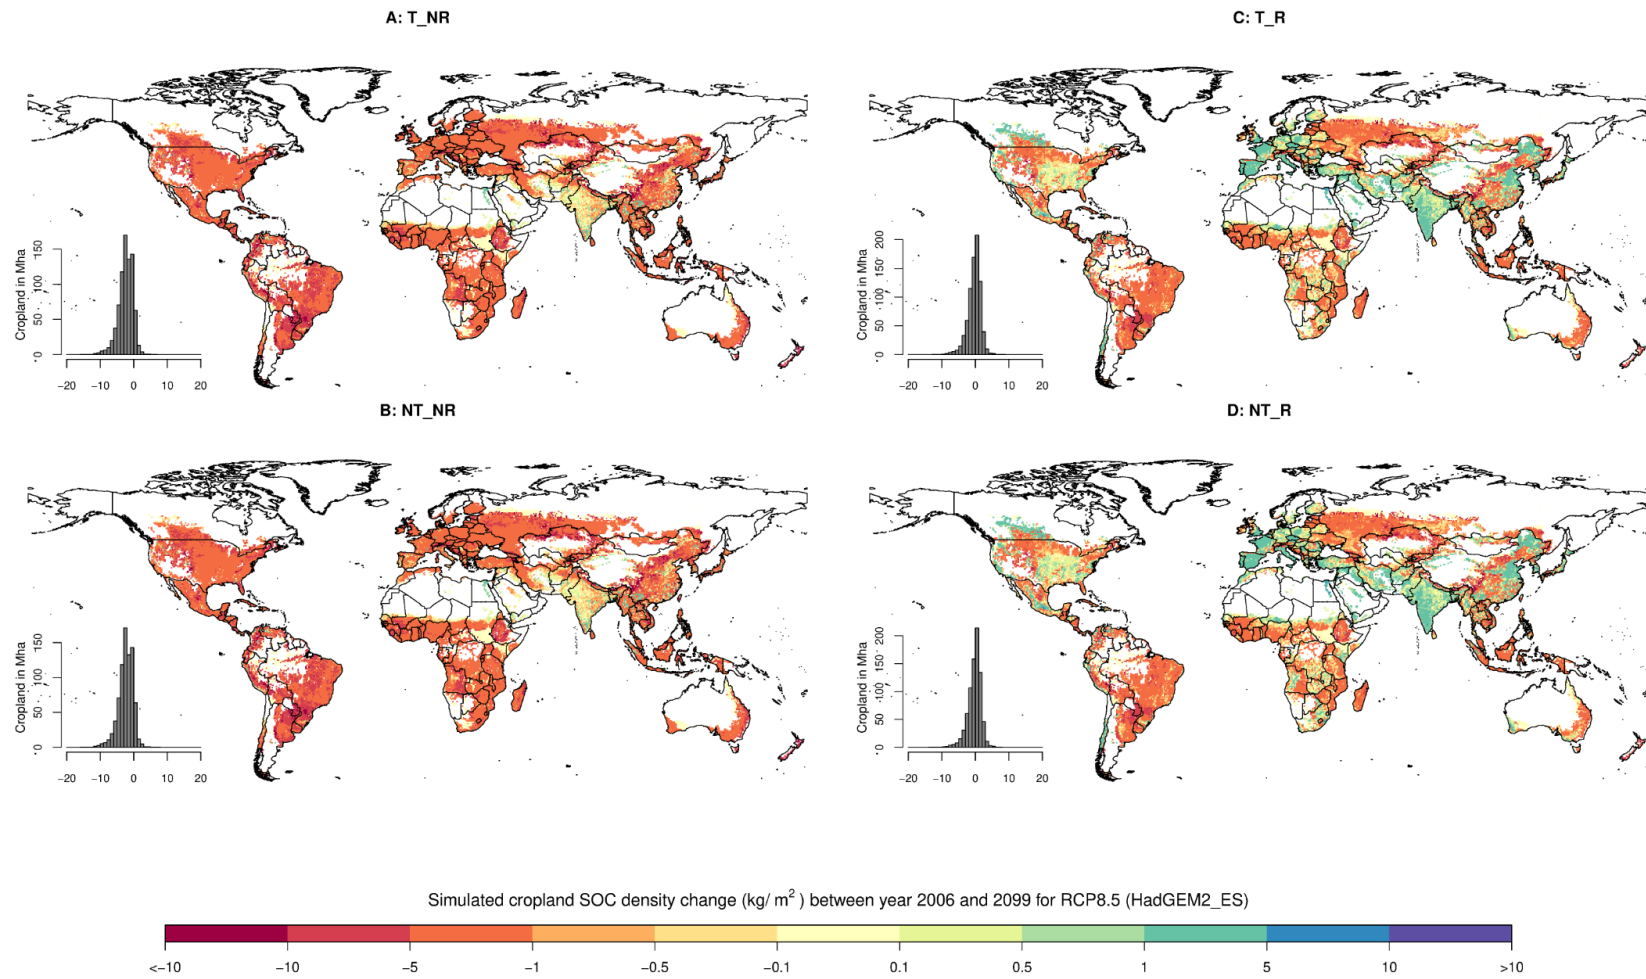 A: T_NR
C: T_R
Cropland in Mha
0 50 100 150
−20 −10 0 10 20
Cropland in Mha
0 50 100 150 200
−20 −10 0 10 20
B: NT_NR
D: NT_R
Cropland in Mha
0 50 100 150
−20 −10 0 10 20
Cropland in Mha
0 50 100 150 200
−20 −10 0 10 20
Simulated cropland SOC density change (kg/ m² ) between year 2006 and 2099 for RCP8.5 (HadGEM2_ES)
<−10 −10 −5 −1 −0.5 −0.1 0.1 0.5 1 5 10 >10